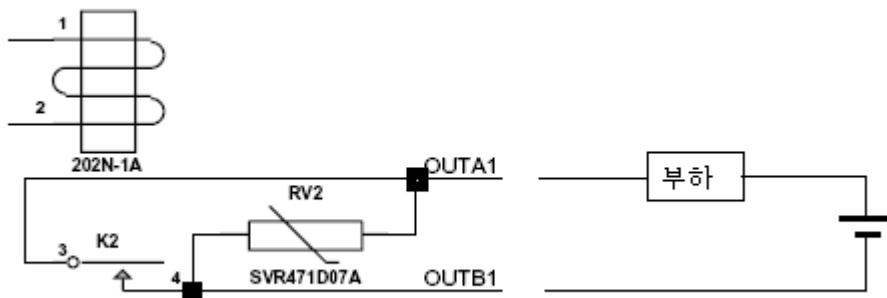 1
2
202N-1A
OUTA1
RV2
부하
3
K2
4
SVR471D07A
OUTB1